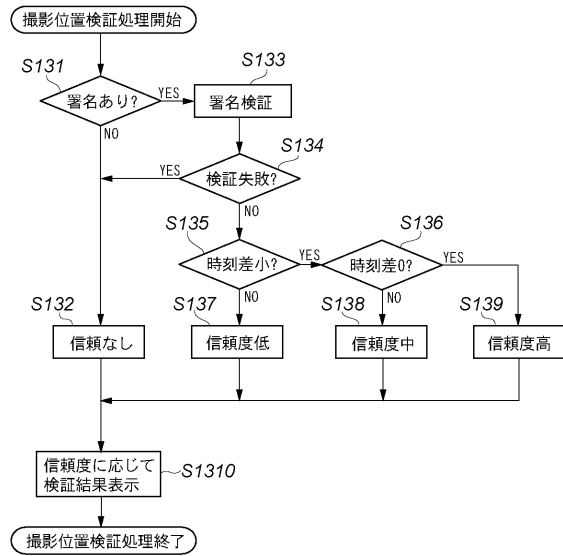 撮影位置検証処理開始
S131
署名あり?
YES
NO
S133
署名検証
S134
検証失敗?
YES
NO
S135
時刻差小?
YES
NO
S136
時刻差0?
YES
NO
S132
信頼なし
S137
信頼度低
S138
信頼度中
S139
信頼度高
信頼度に応じて
検証結果表示
S1310
撮影位置検証処理終了